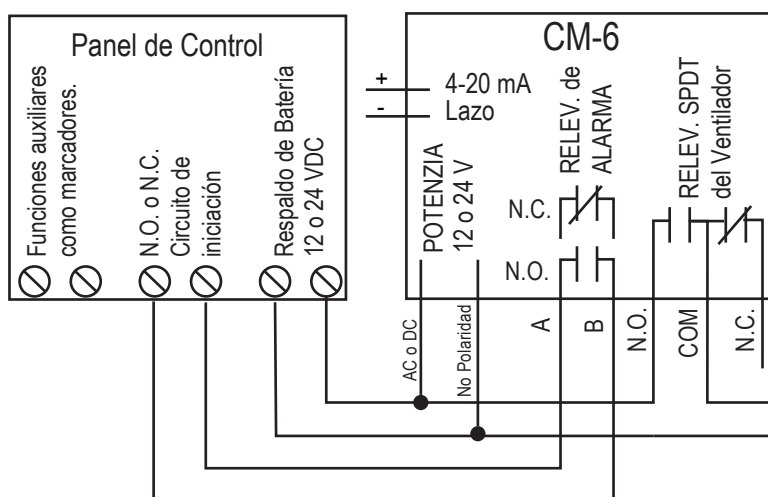 Panel de Control
Funciones auxiliares
como marcadores.
N.O. o N.C.
Circuito de
iniciación
Respaldo de Batería
12 o 24 VDC
CM-6
+
4-20 mA
-
Lazo
POTENZIA
12 o 24 V
RELEV. de
ALARMA
N.C.
N.O.
RELEV. SPDT
del Ventilador
AC o DC
No Polaridad
A
B
N.O.
COM
N.C.